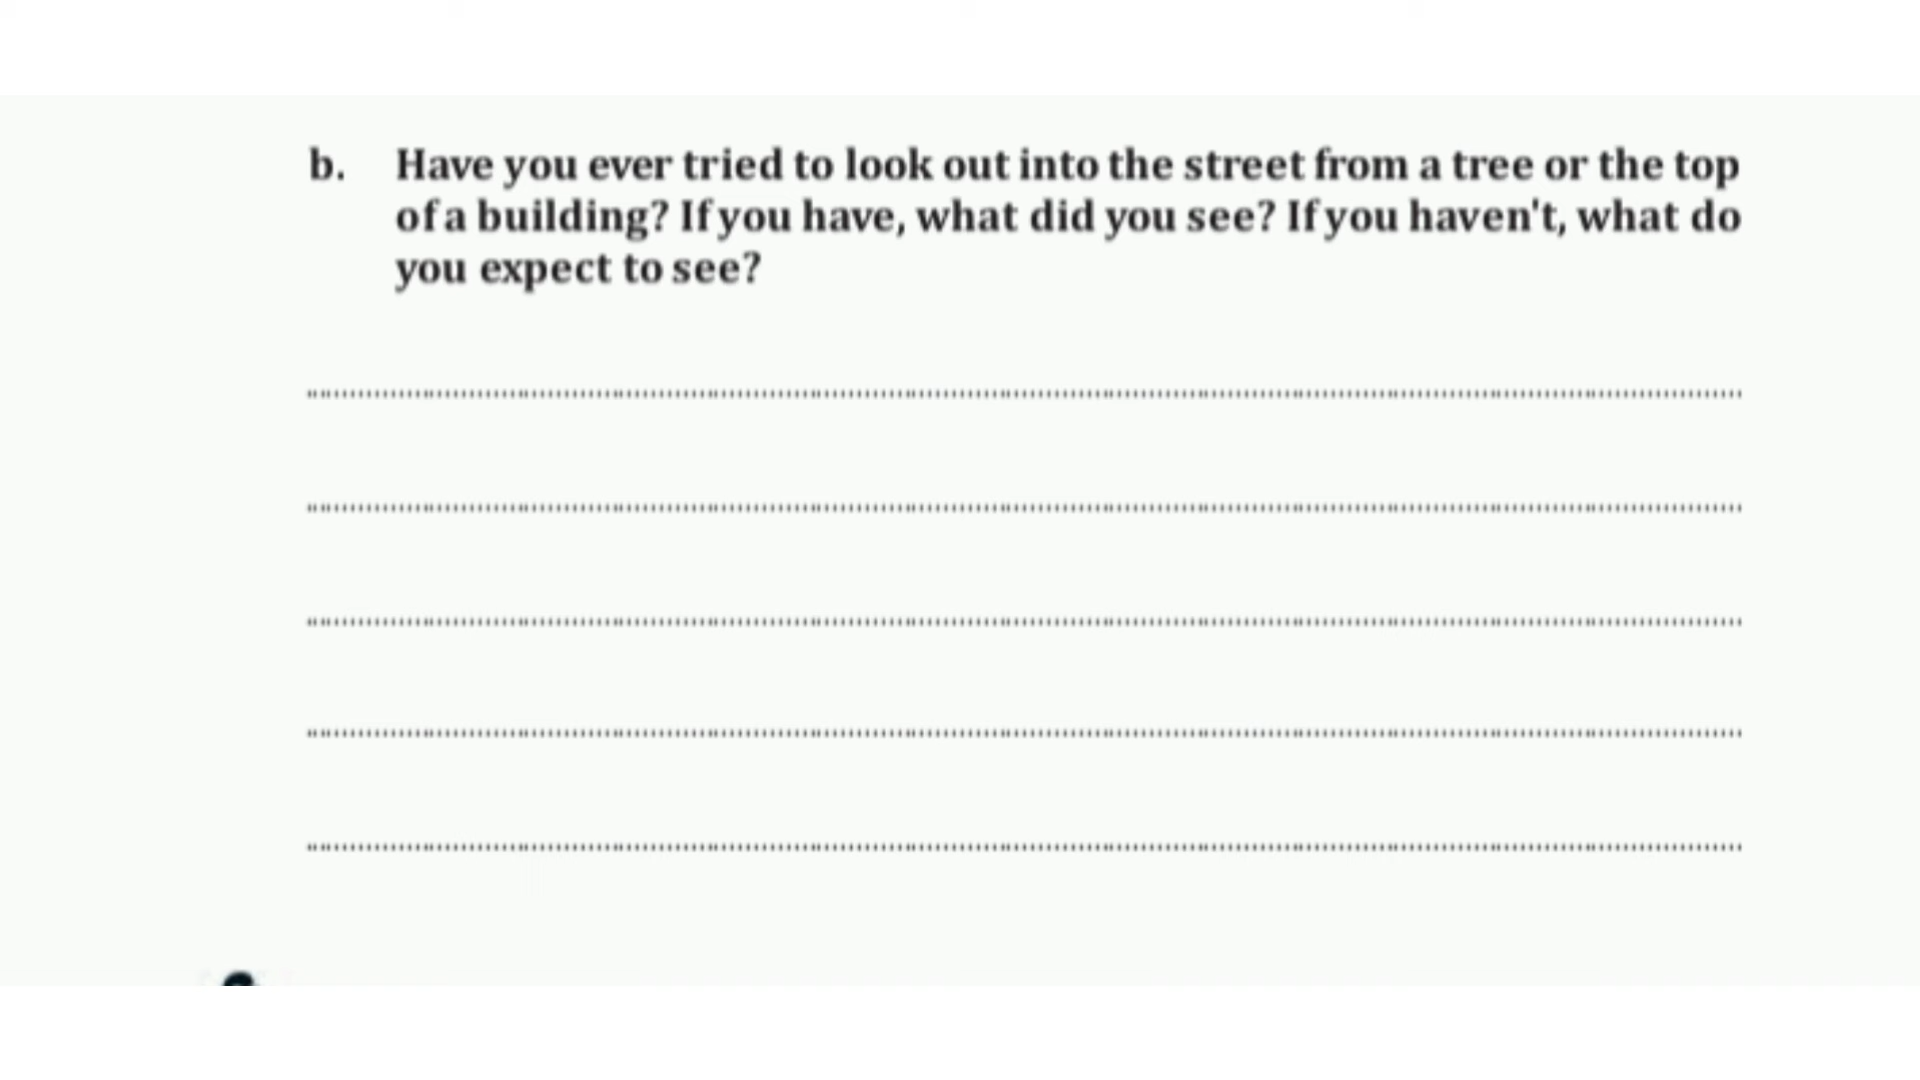 b. Have you ever tried to look out into the street from a tree or the top
of a building? If you have, what did you see? If you haven't, what do
you expect to see?